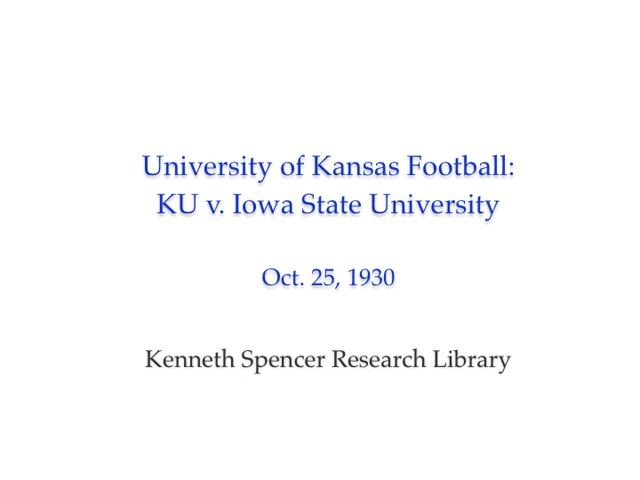 University of Kansas Football:
KU v. Iowa State University
Oct. 25, 1930
Kenneth Spencer Research Library